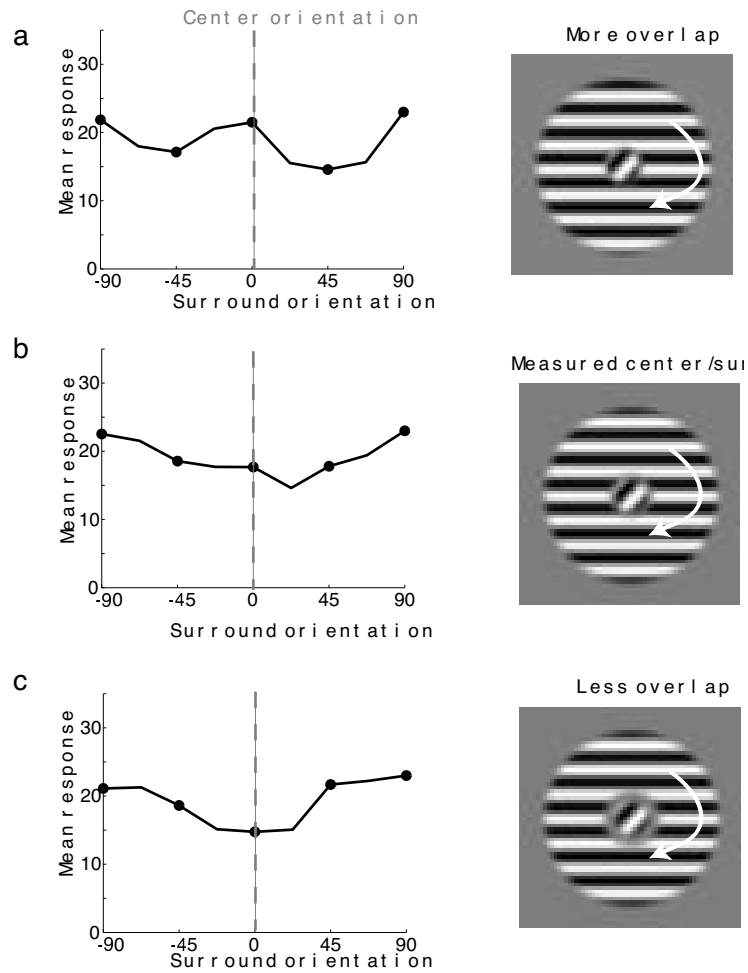 Center orientation
a
More overlap
Mean response
30
20
10
0
-90
-45
0
45
90
Surround orientation
b
Measured center/sur
Mean response
30
20
10
0
-90
-45
0
45
90
Surround orientation
c
Less overlap
Mean response
30
20
10
0
-90
-45
0
45
90
Surround orientation